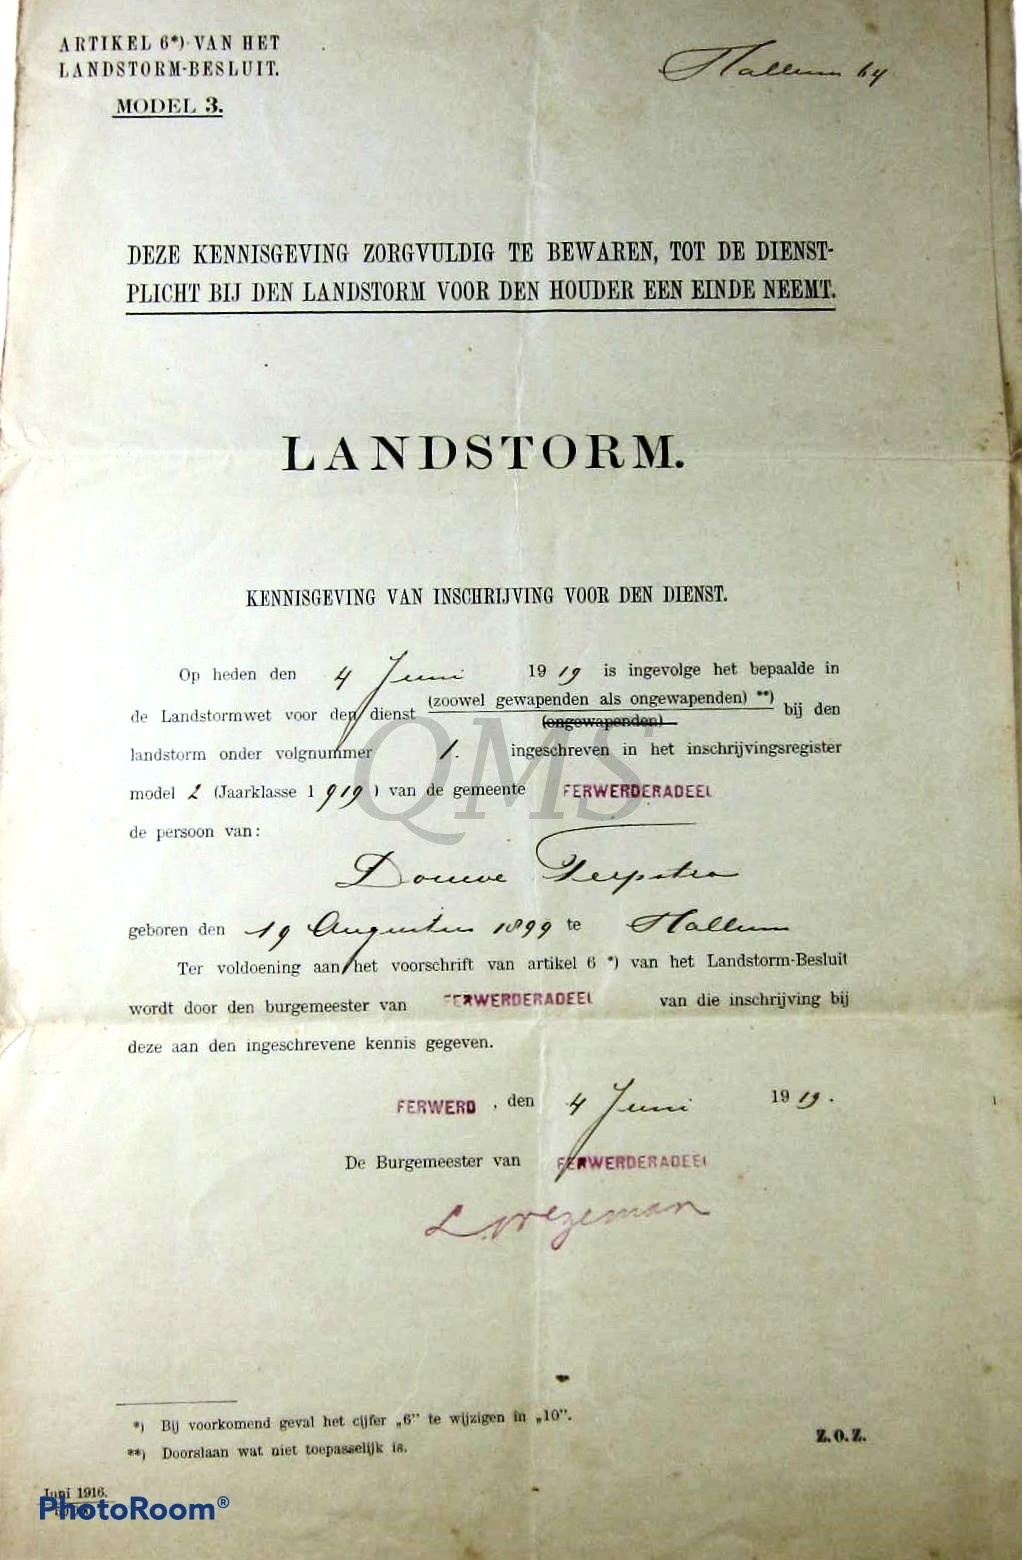 ARTIKEL 6*) VAN HET
LANDSTORM-BESLUIT.
MODEL 3.
Hallum 64
DEZE KENNISGEVING ZORGVULDIG TE BEWAREN, TOT DE DIENST-
PLICHT BIJ DEN LANDSTORM VOOR DEN HOUDER EEN EINDE NEEMT.
LANDSTORM.
KENNISGEVING VAN INSCHRIJVING VOOR DEN DIENST.
Op heden den 4 Juni 1919 is ingevolge het bepaalde in
de Landstormwet voor den dienst (zoowel gewapenden als ongewapenden) **) bij den
(ongewapenden)
landstorm onder volgnummer 1. ingeschreven in het inschrijvingsregister
model 2 (Jaarklasse 1919) van de gemeente FERWERDERADEEL
de persoon van:
QMS
Douwe Terpstra
geboren den 19 Augustus 1899 te Hallum
Ter voldoening aan het voorschrift van artikel 6 *) van het Landstorm-Besluit
wordt door den burgemeester van FERWERDERADEEL van die inschrijving bij
deze aan den ingeschrevene kennis gegeven.
FERWERD, den 4 Juni 1919.
De Burgemeester van FERWERDERADEEL
*) Bij voorkomend geval het cijfer „6" te wijzigen in „10".
**) Doorslaan wat niet toepasselijk is.
Z.O.Z.
Juni 1916.
PhotoRoom®